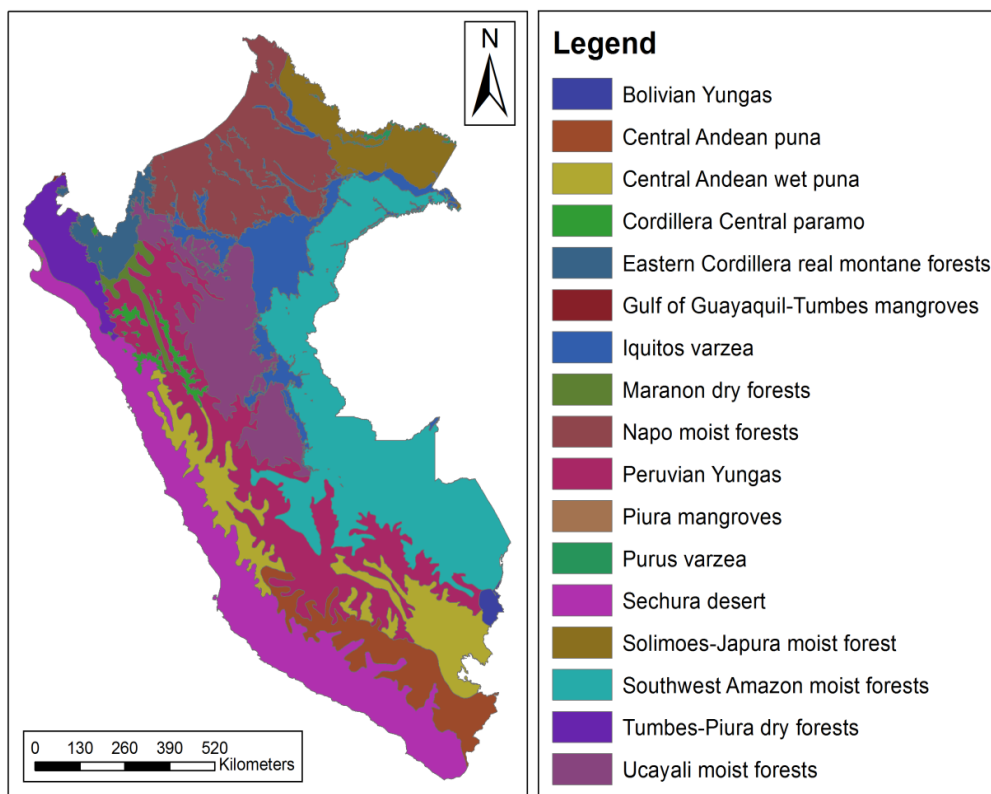 N
0 130 260 390 520
Kilometers
Legend
Bolivian Yungas
Central Andean puna
Central Andean wet puna
Cordillera Central paramo
Eastern Cordillera real montane forests
Gulf of Guayaquil-Tumbes mangroves
Iquitos varzea
Maranon dry forests
Napo moist forests
Peruvian Yungas
Piura mangroves
Purus varzea
Sechura desert
Solimoes-Japura moist forest
Southwest Amazon moist forests
Tumbes-Piura dry forests
Ucayali moist forests